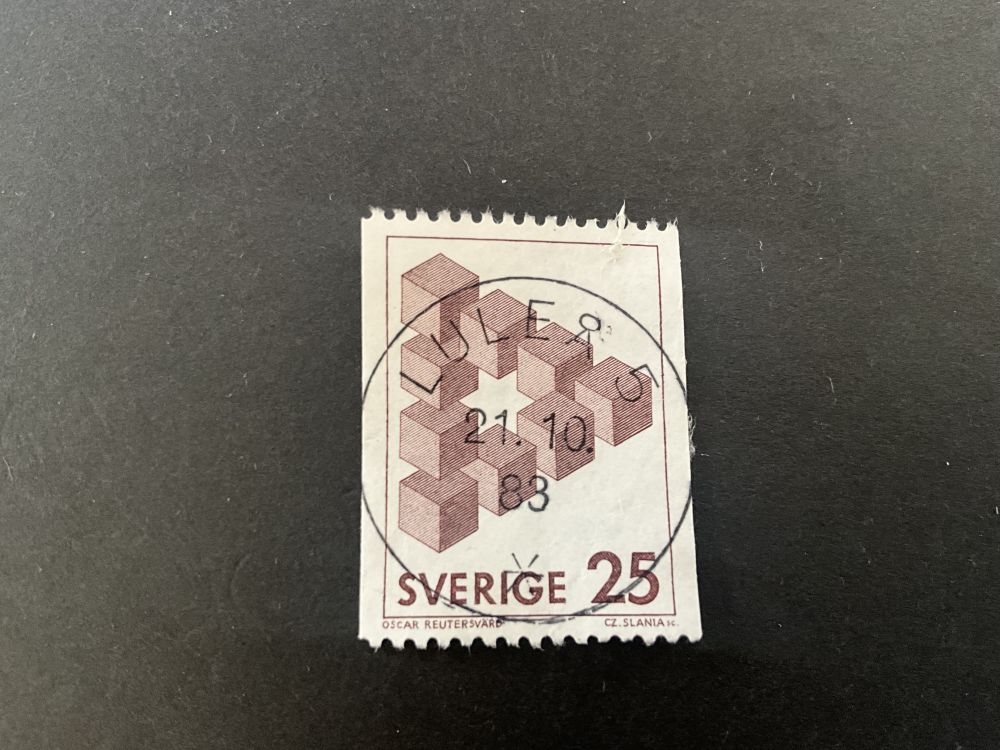 LULEÅ 5
21. 10.
83
SVERIGE 25
OSCAR REUTERSVÄRD
CZ. SLANIA sc.